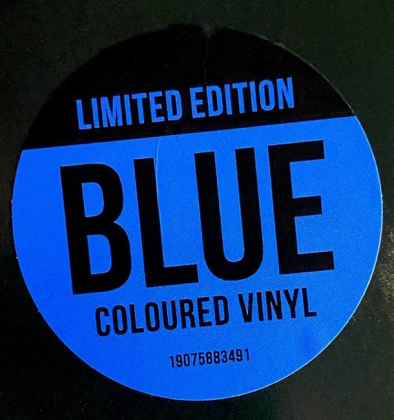 LIMITED EDITION
BLUE
COLOURED VINYL
19075883491